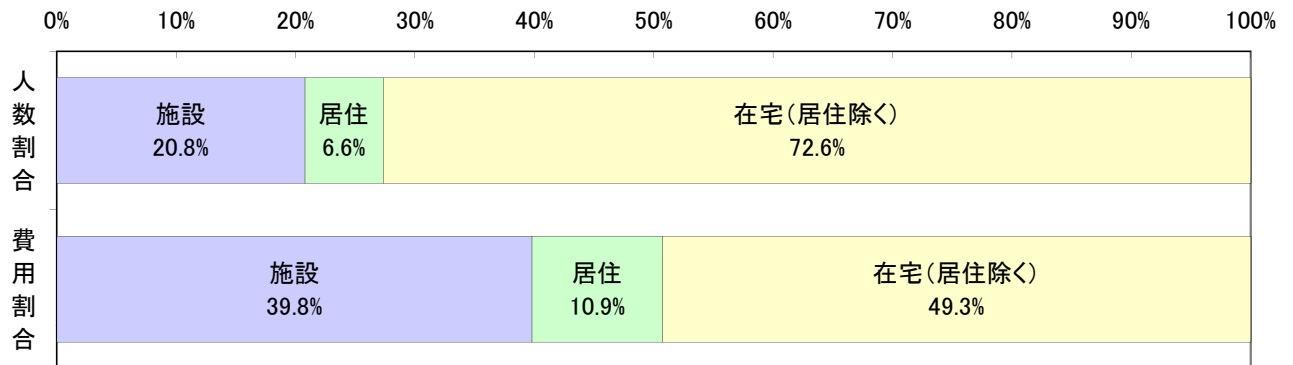 0% 10% 20% 30% 40% 50% 60% 70% 80% 90% 100%
人数割合
施設 居住 在宅(居住除く)
20.8% 6.6% 72.6%
費用割合
施設 居住 在宅(居住除く)
39.8% 10.9% 49.3%